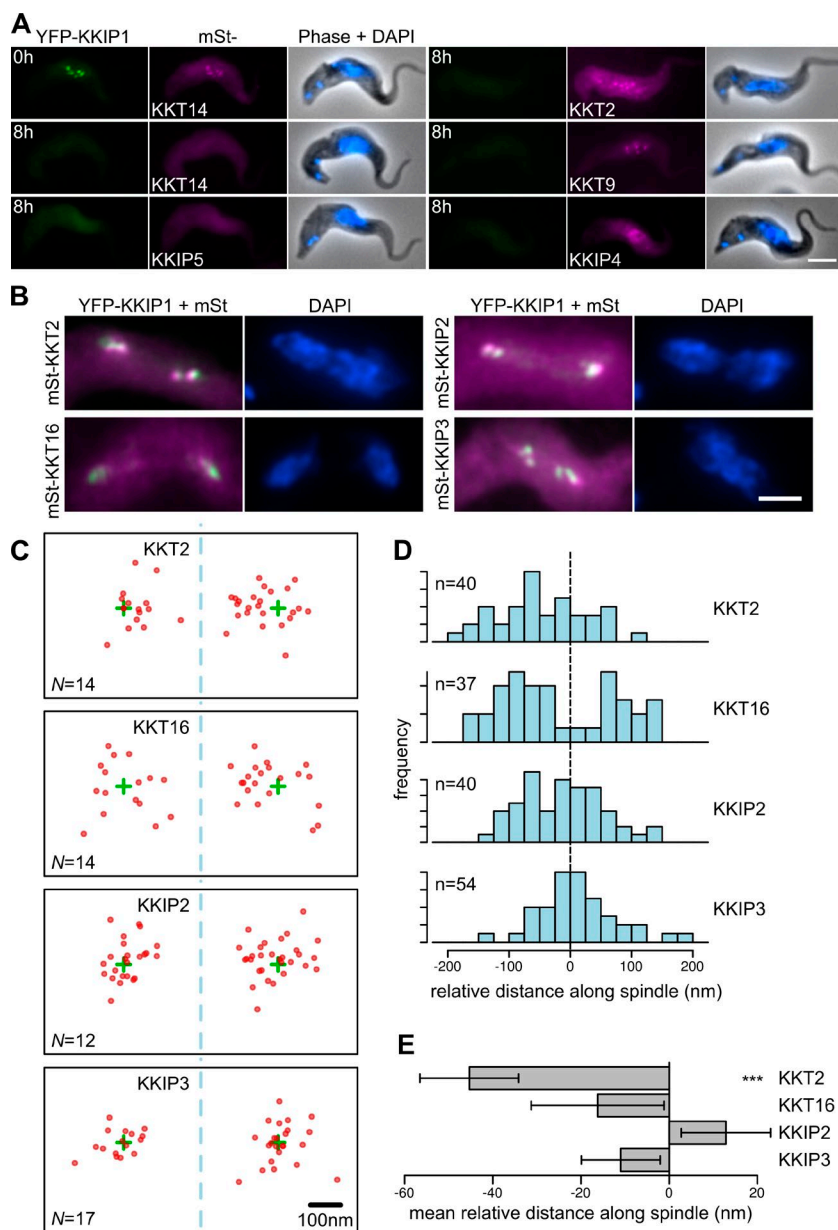 A
YFP-KKIP1 mSt- Phase + DAPI
0h KKT14 8h KKT2
8h KKT14 8h KKT9
8h KKIP5 8h KKIP4
B
YFP-KKIP1 + mSt DAPI YFP-KKIP1 + mSt DAPI
mSt-KKT2 mSt-KKIP2
mSt-KKT16 mSt-KKIP3
C
KKT2
N=14
KKT16
N=14
KKIP2
N=12
KKIP3
N=17
100nm
D
n=40 KKT2
n=37 KKT16
n=40 KKIP2
n=54 KKIP3
frequency
-200 -100 0 100 200
relative distance along spindle (nm)
E
*** KKT2
KKT16
KKIP2
KKIP3
-60 -40 -20 0 20
mean relative distance along spindle (nm)